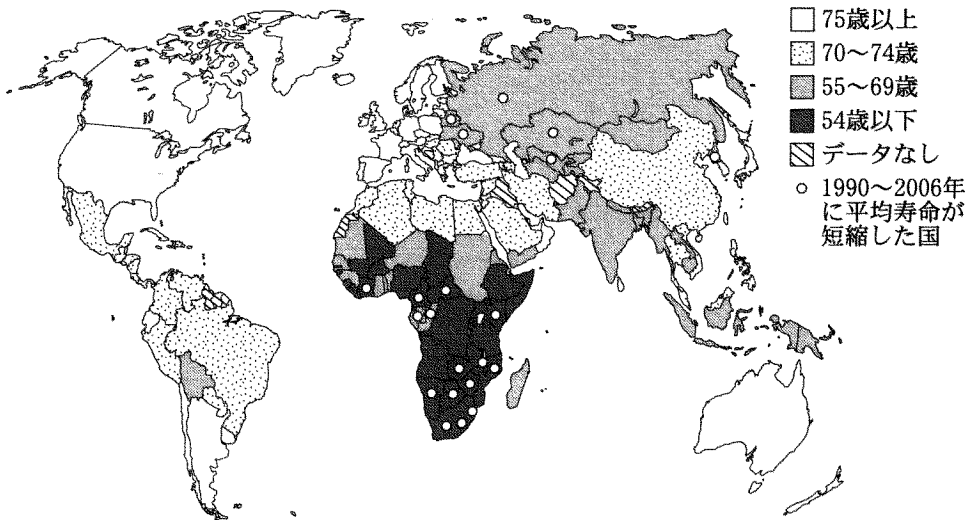 75歳以上
70～74歳
55～69歳
54歳以下
データなし
1990～2006年
に平均寿命が
短縮した国